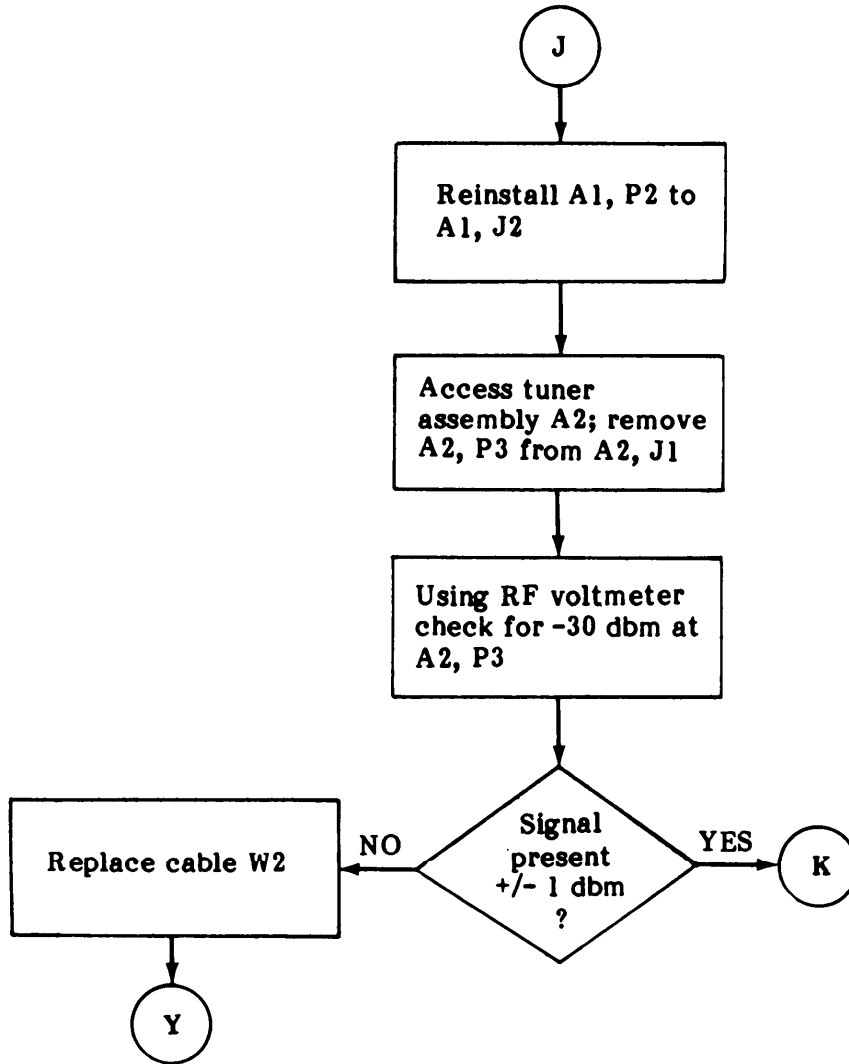 J
Reinstall A1, P2 to
A1, J2
Access tuner
assembly A2; remove
A2, P3 from A2, J1
Using RF voltmeter
check for -30 dbm at
A2, P3
Signal
present
+/- 1 dbm
?
NO
YES
Replace cable W2
K
Y